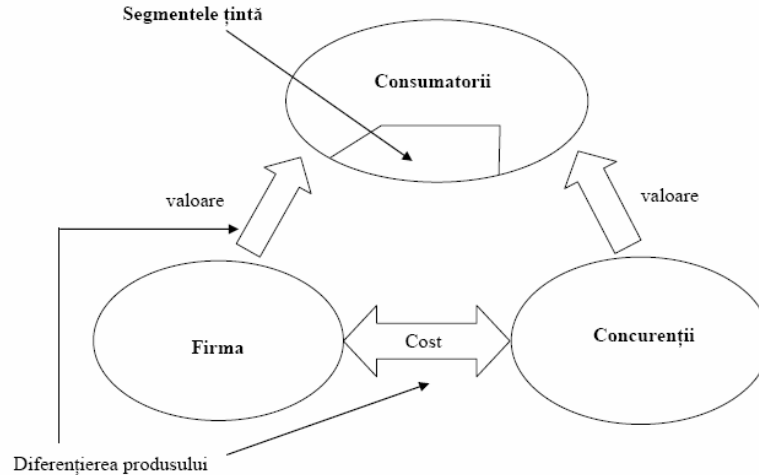 Segmentele țintă
Consumatorii
valoare
valoare
Firma
Cost
Concurenții
Diferențierea produsului